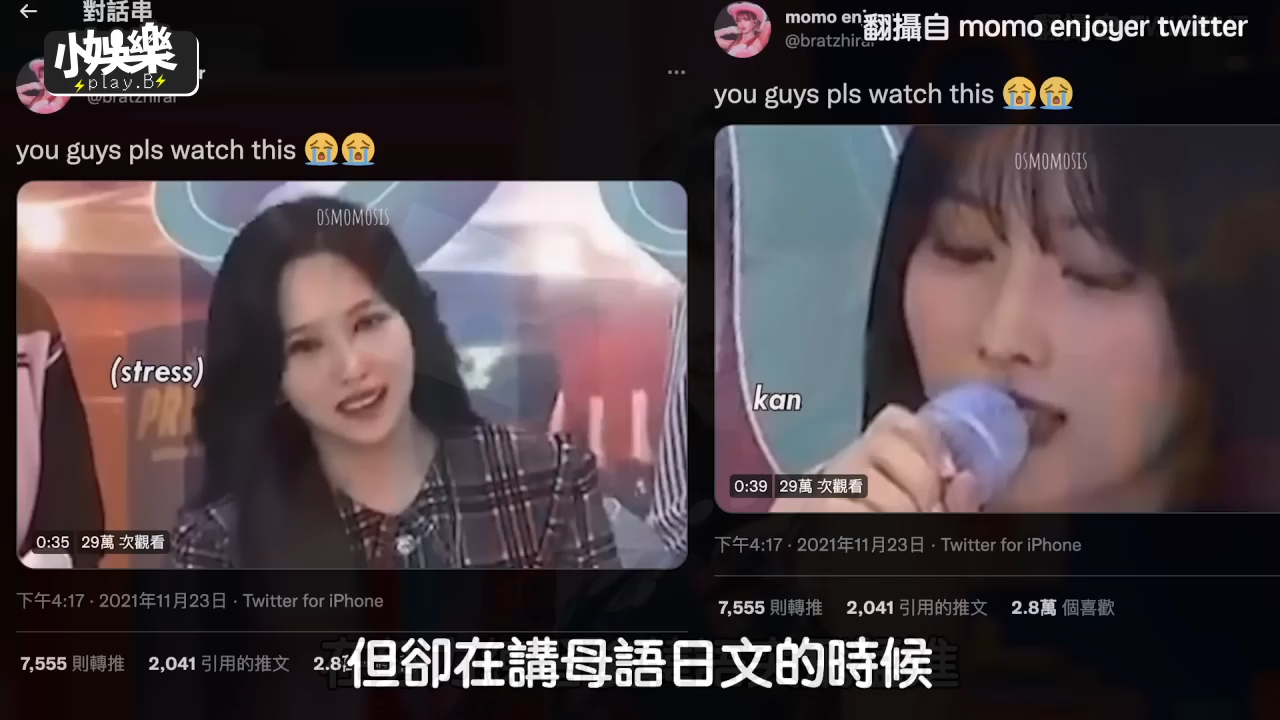 對話串
小娛樂
play.B
@bratzhirai
you guys pls watch this 😭😭
OSMOMOSIS
(stress)
0:35 29萬 次觀看
下午4:17 · 2021年11月23日 · Twitter for iPhone
7,555 則轉推 2,041 引用的推文 2.8
翻攝自 momo enjoyer twitter
momo
@bratzhirai
you guys pls watch this 😭😭
OSMOMOSIS
kan
0:39 29萬 次觀看
下午4:17 · 2021年11月23日 · Twitter for iPhone
7,555 則轉推 2,041 引用的推文 2.8萬 個喜歡
但卻在講母語日文的時候